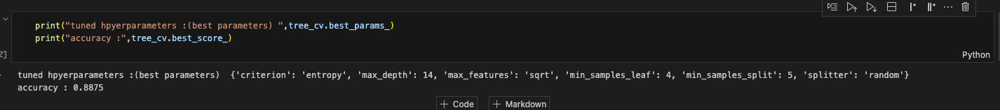 print("tuned hpyerparameters :(best parameters) ",tree_cv.best_params_)
print("accuracy :",tree_cv.best_score_)
2]
Python
tuned hpyerparameters :(best parameters)  {'criterion': 'entropy', 'max_depth': 14, 'max_features': 'sqrt', 'min_samples_leaf': 4, 'min_samples_split': 5, 'splitter': 'random'}
accuracy : 0.8875
+ Code + Markdown